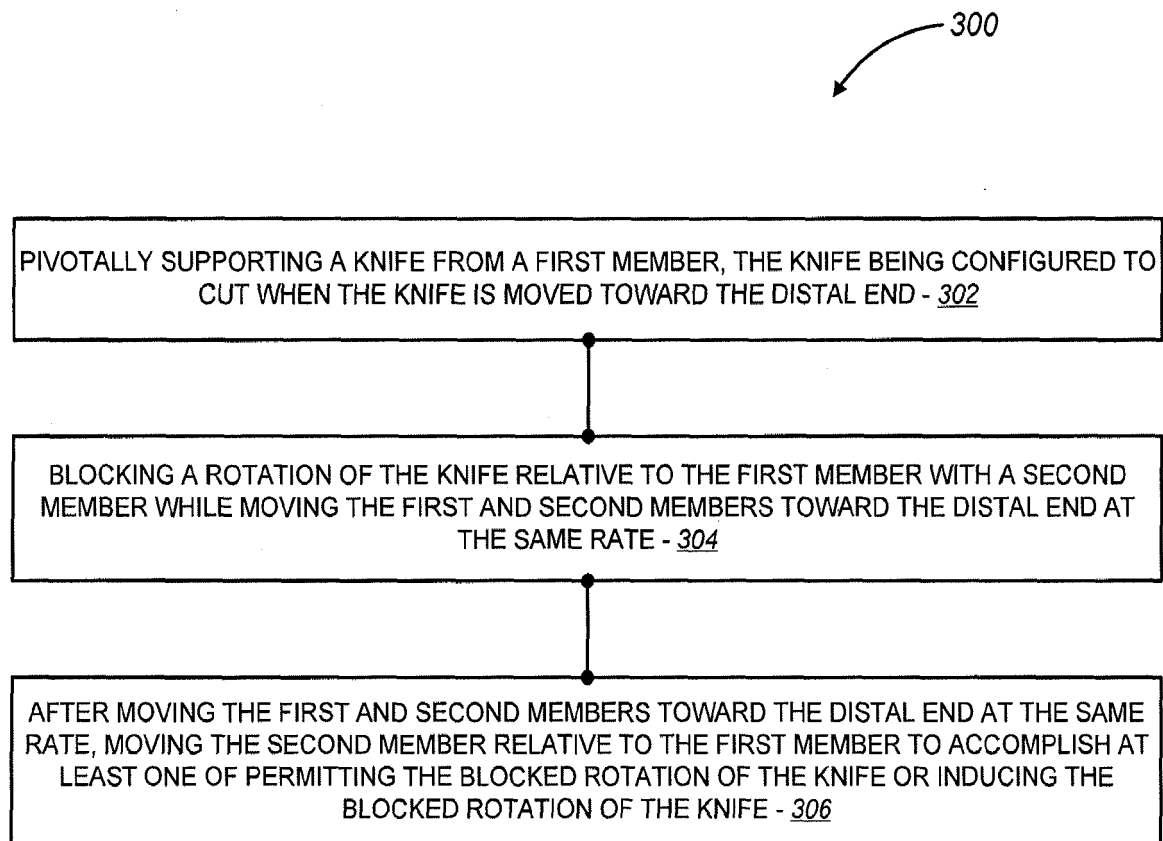 300
PIVOTALLY SUPPORTING A KNIFE FROM A FIRST MEMBER, THE KNIFE BEING CONFIGURED TO
CUT WHEN THE KNIFE IS MOVED TOWARD THE DISTAL END - 302
BLOCKING A ROTATION OF THE KNIFE RELATIVE TO THE FIRST MEMBER WITH A SECOND
MEMBER WHILE MOVING THE FIRST AND SECOND MEMBERS TOWARD THE DISTAL END AT
THE SAME RATE - 304
AFTER MOVING THE FIRST AND SECOND MEMBERS TOWARD THE DISTAL END AT THE SAME
RATE, MOVING THE SECOND MEMBER RELATIVE TO THE FIRST MEMBER TO ACCOMPLISH AT
LEAST ONE OF PERMITTING THE BLOCKED ROTATION OF THE KNIFE OR INDUCING THE
BLOCKED ROTATION OF THE KNIFE - 306